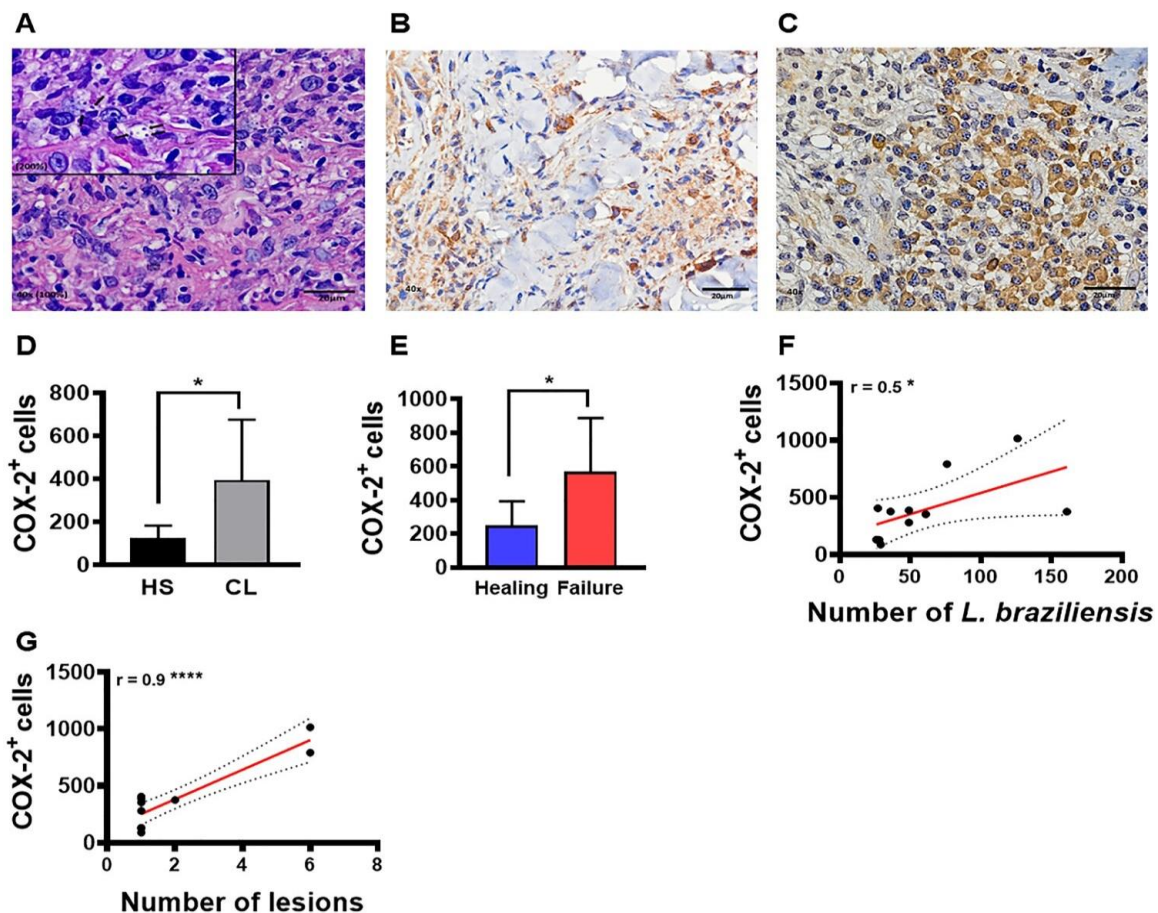 A
B
C
(200%)
40x (100%)
20µm
40x
20µm
40x
20µm
D
E
F
COX-2⁺ cells
800
600
400
200
0
*
HS
CL
COX-2⁺ cells
1000
800
600
400
200
0
*
Healing
Failure
COX-2⁺ cells
1500
1000
500
0
r = 0.5 *
0
50
100
150
200
Number of L. braziliensis
G
COX-2⁺ cells
1500
1000
500
0
r = 0.9 ****
0
2
4
6
8
Number of lesions